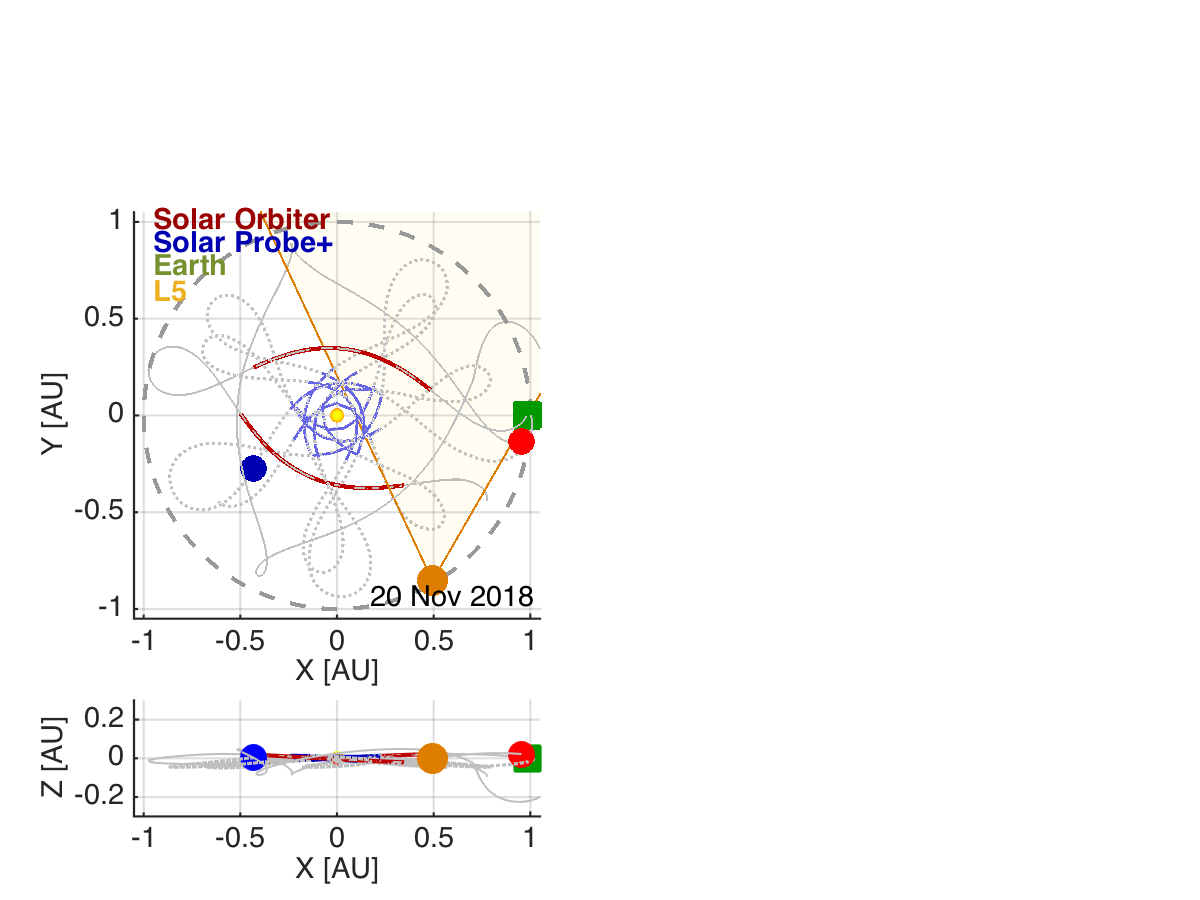 1
Solar Orbiter
Solar Probe+
Earth
L5
0.5
0
-0.5
-1
Y [AU]
20 Nov 2018
-1 -0.5 0 0.5 1
X [AU]
0.2
0
-0.2
Z [AU]
-1 -0.5 0 0.5 1
X [AU]